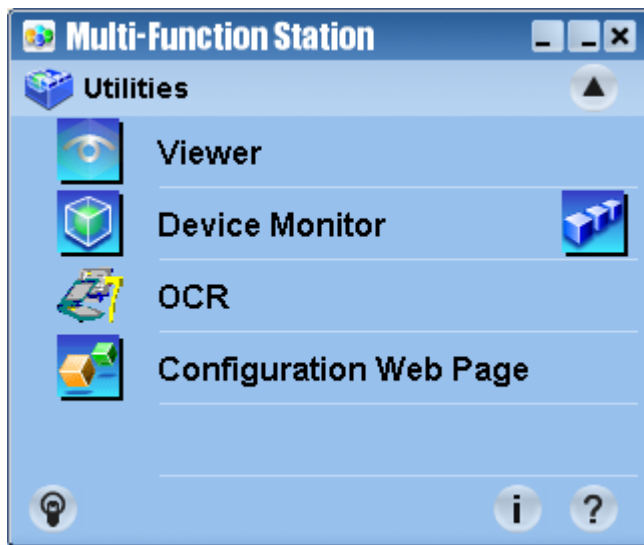 Multi-Function Station
Utilities
Viewer
Device Monitor
OCR
Configuration Web Page
i ?